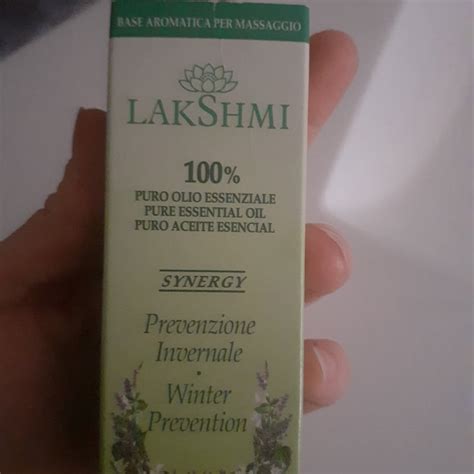 BASE AROMATICA PER MASSAGGIO
LAKSHMI
100%
PURO OLIO ESSENZIALE
PURE ESSENTIAL OIL
PURO ACEITE ESENCIAL
SYNERGY
Prevenzione
Invernale
•
Winter
Prevention